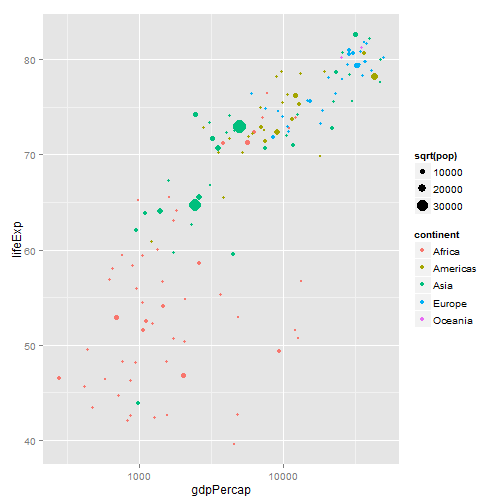 80
70
60
50
40
lifeExp
1000
10000
gdpPercap
sqrt(pop)
10000
20000
30000
continent
Africa
Americas
Asia
Europe
Oceania